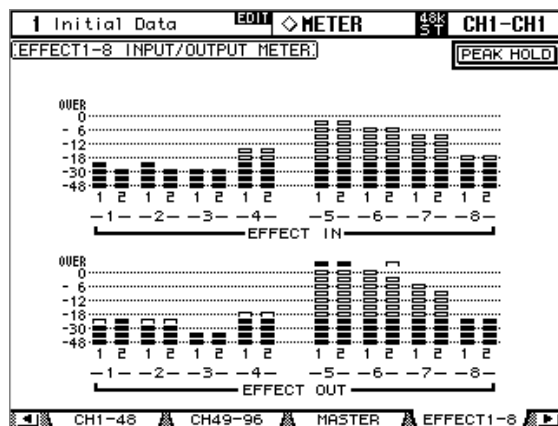 1 Initial Data EDIT ◇METER 48K ST CH1-CH1
EFFECT1-8 INPUT/OUTPUT METER PEAK HOLD
OVER
0
- 6
-12
-18
-30
-48
1 2 1 2 1 2 1 2 1 2 1 2 1 2 1 2
-1- -2- -3- -4- -5- -6- -7- -8-
EFFECT IN
OVER
0
- 6
-12
-18
-30
-48
1 2 1 2 1 2 1 2 1 2 1 2 1 2 1 2
-1- -2- -3- -4- -5- -6- -7- -8-
EFFECT OUT
CH1-48 CH49-96 MASTER EFFECT1-8